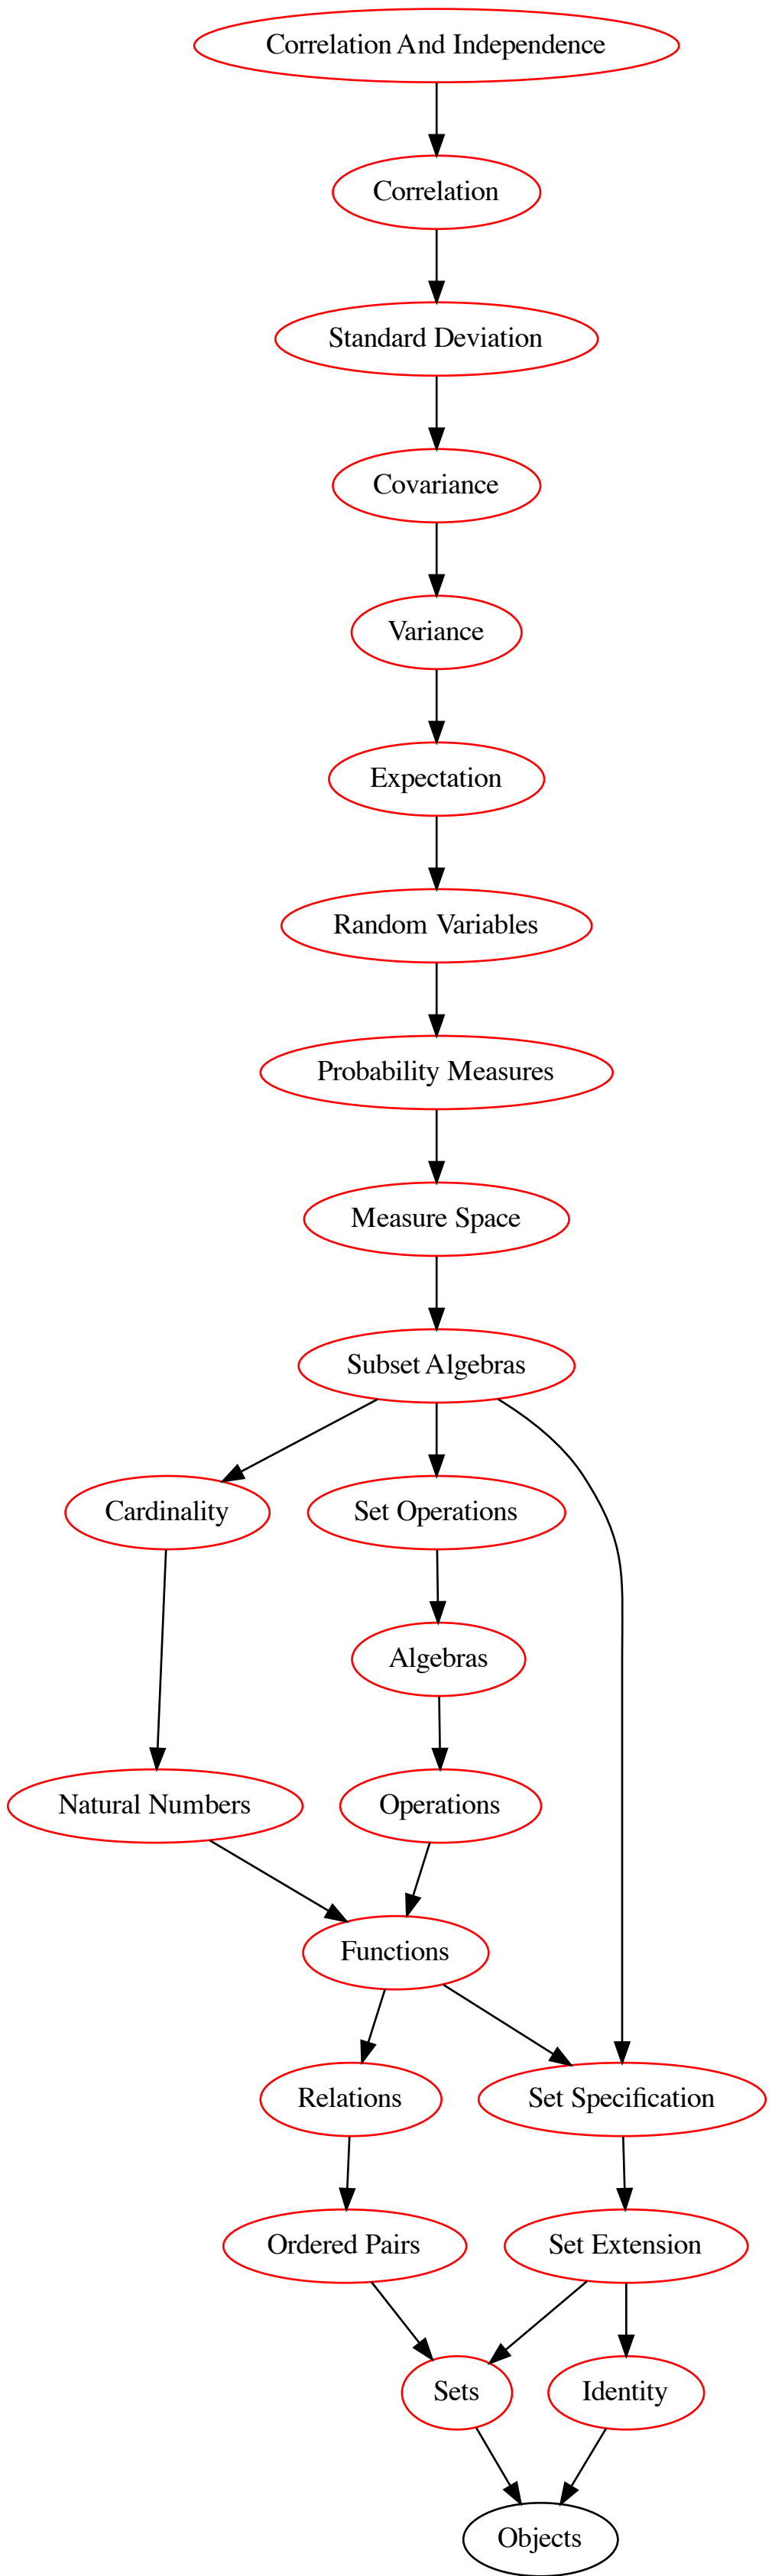 Correlation And Independence
Correlation
Standard Deviation
Covariance
Variance
Expectation
Random Variables
Probability Measures
Measure Space
Subset Algebras
Cardinality
Set Operations
Algebras
Natural Numbers
Operations
Functions
Relations
Set Specification
Ordered Pairs
Set Extension
Sets
Identity
Objects